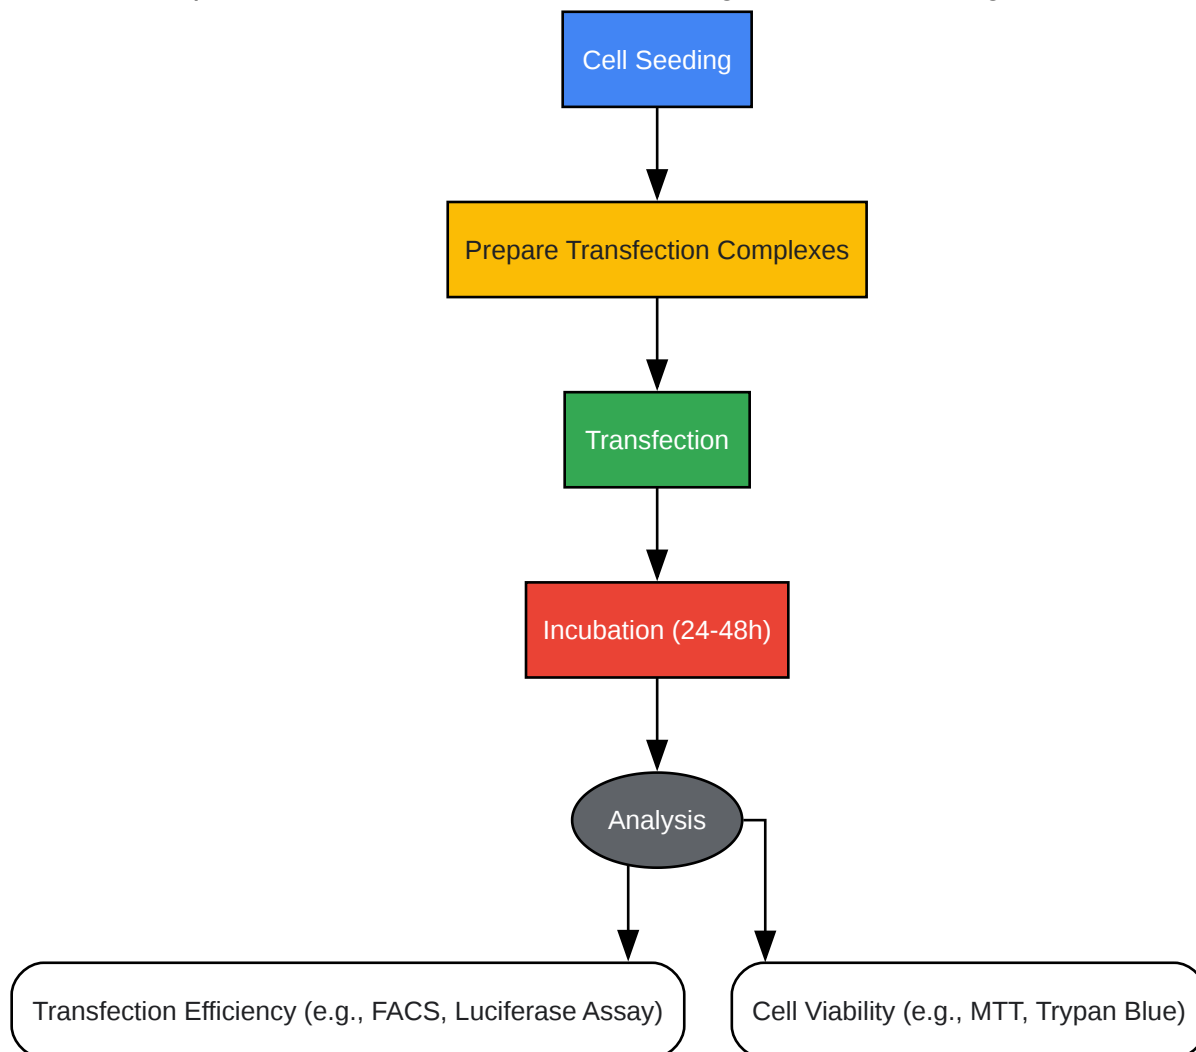 Cell Seeding
Prepare Transfection Complexes
Transfection
Incubation (24-48h)
Analysis
Transfection Efficiency (e.g., FACS, Luciferase Assay)
Cell Viability (e.g., MTT, Trypan Blue)